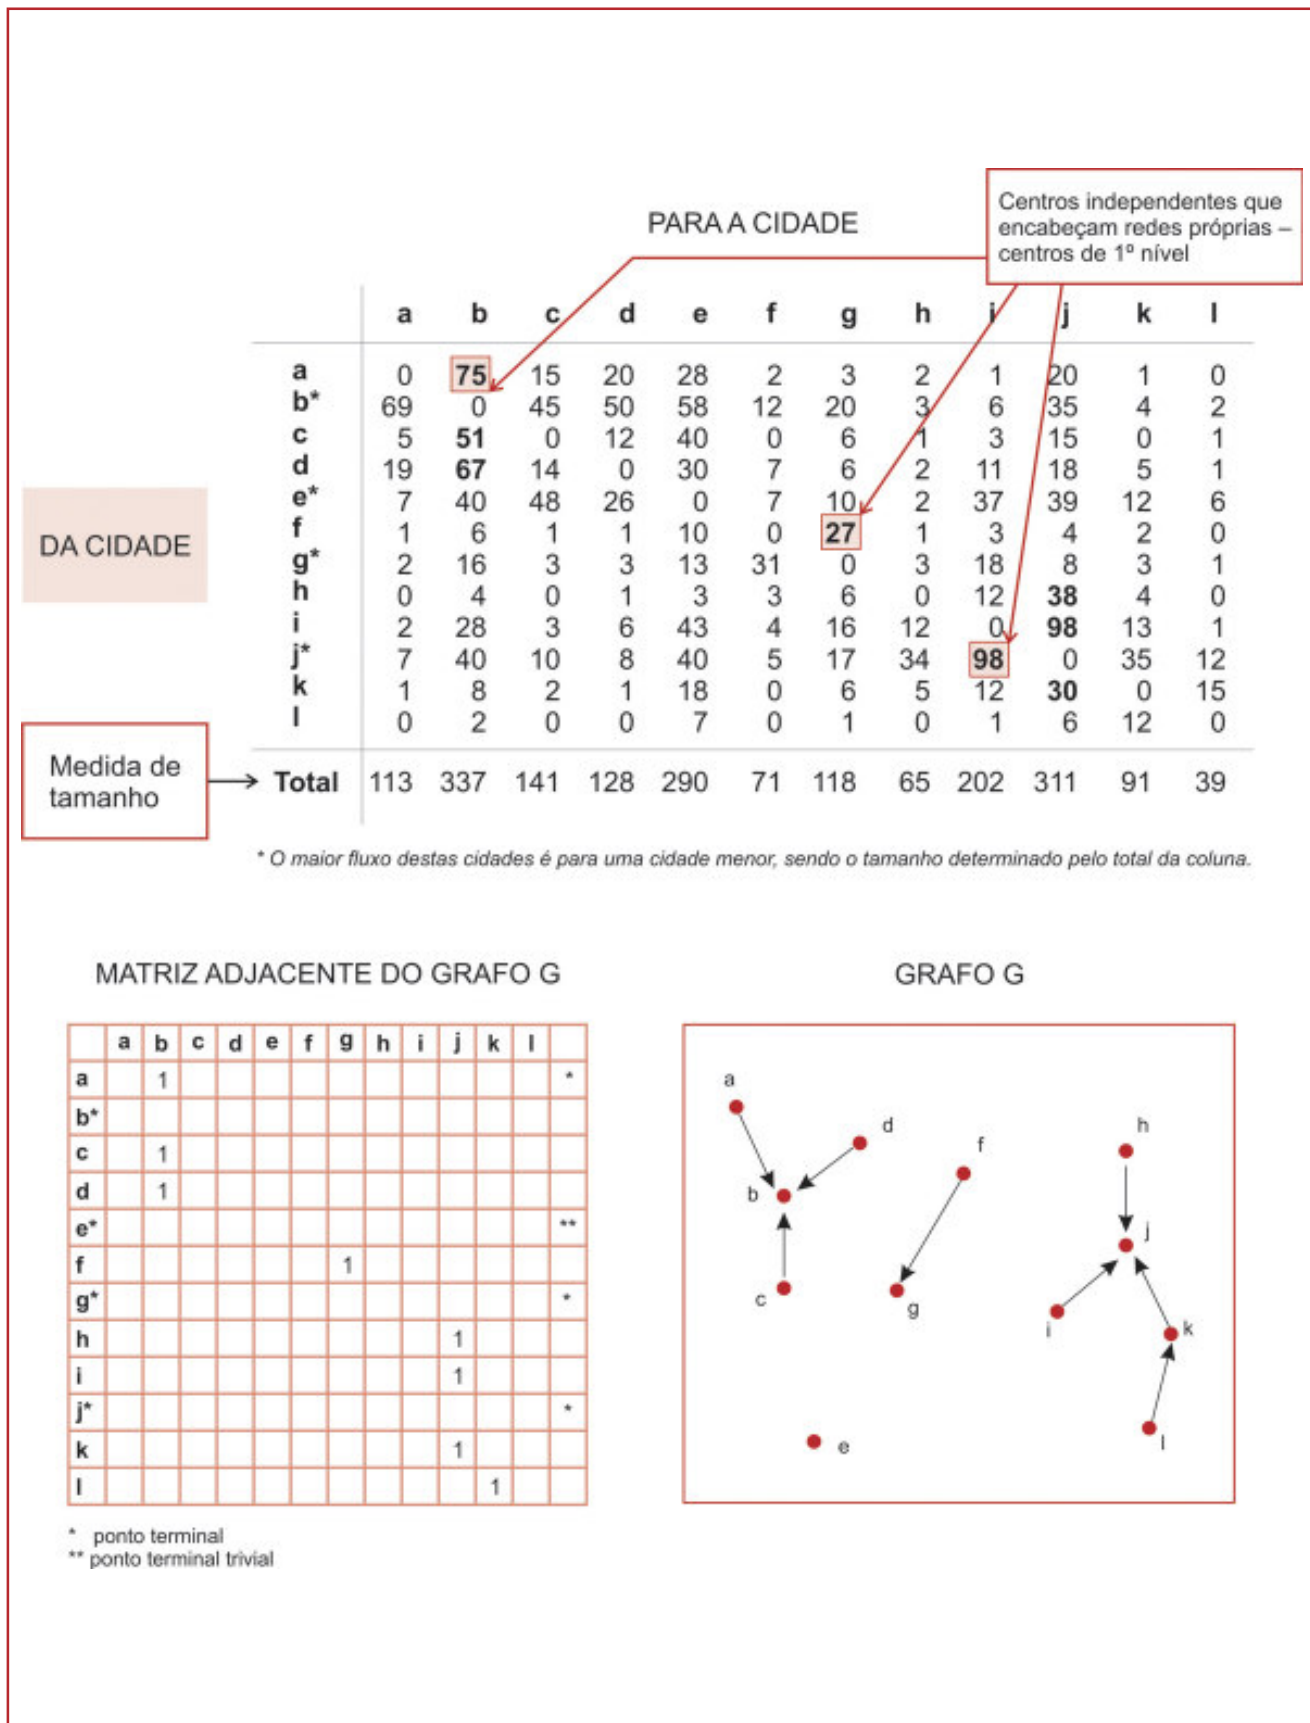 Centros independentes que
encabeçam redes próprias –
centros de 1º nível
PARA A CIDADE
a b c d e f g h i j k l
a 0 75 15 20 28 2 3 2 1 20 1 0
b* 69 0 45 50 58 12 20 3 6 35 4 2
c 5 51 0 12 40 0 6 1 3 15 0 1
d 19 67 14 0 30 7 6 2 11 18 5 1
e* 7 40 48 26 0 7 10 2 37 39 12 6
f 1 6 1 1 10 0 27 1 3 4 2 0
g* 2 16 3 3 13 31 0 3 18 8 3 1
h 0 4 0 1 3 3 6 0 12 38 4 0
i 2 28 3 6 43 4 16 12 0 98 13 1
j* 7 40 10 8 40 5 17 34 98 0 35 12
k 1 8 2 1 18 0 6 5 12 30 0 15
l 0 2 0 0 7 0 1 0 1 6 12 0
DA CIDADE
Medida de
tamanho
Total 113 337 141 128 290 71 118 65 202 311 91 39
* O maior fluxo destas cidades é para uma cidade menor, sendo o tamanho determinado pelo total da coluna.
MATRIZ ADJACENTE DO GRAFO G
a b c d e f g h i j k l
a 1 *
b*
c 1
d 1
e* **
f 1
g* *
h 1
i 1
j* *
k 1
l 1
* ponto terminal
** ponto terminal trivial
GRAFO G
a
d
h
f
b
j
c
g
i
k
e
l